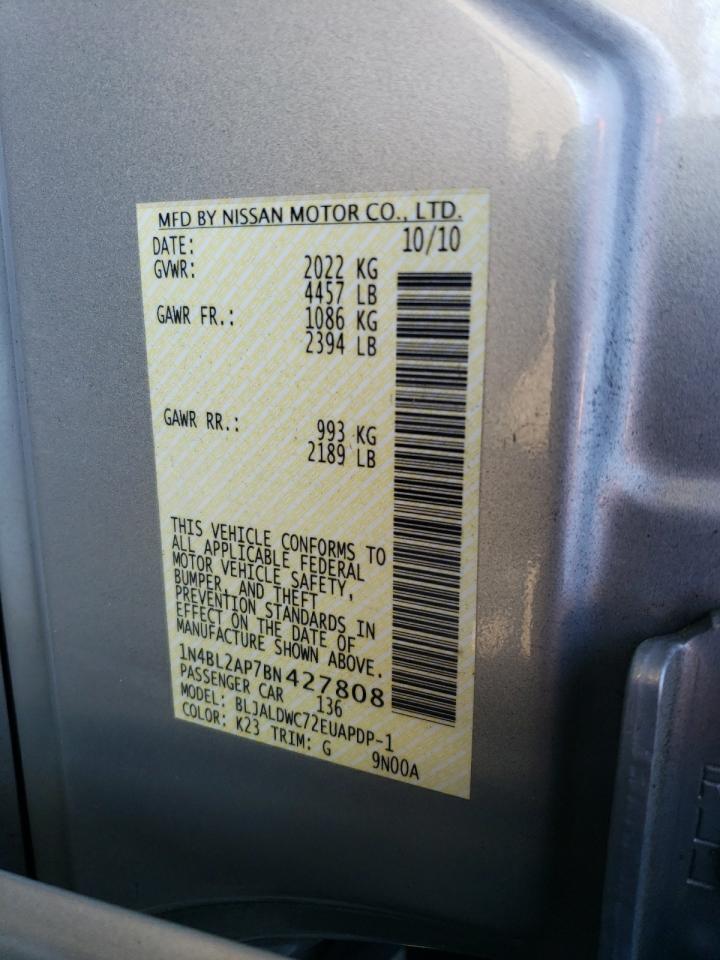 MFD BY NISSAN MOTOR CO., LTD.
DATE: 10/10
GVWR: 2022 KG
4457 LB
GAWR FR.: 1086 KG
2394 LB
GAWR RR.: 993 KG
2189 LB
THIS VEHICLE CONFORMS TO
ALL APPLICABLE FEDERAL
MOTOR VEHICLE SAFETY,
BUMPER, AND THEFT
PREVENTION STANDARDS IN
EFFECT ON THE DATE OF
MANUFACTURE SHOWN ABOVE.
1N4BL2AP7BN427808
PASSENGER CAR 136
MODEL: BLJALDWC72EUAPDP-1
COLOR: K23 TRIM: G 9N00A